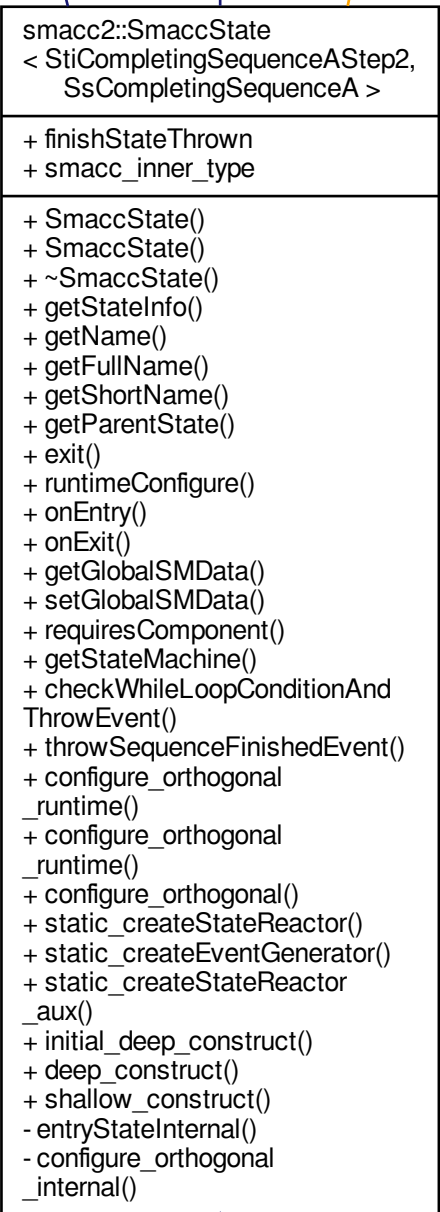 smacc2::SmaccState
< StiCompletingSequenceAStep2,
SsCompletingSequenceA >
+ finishStateThrown
+ smacc_inner_type
+ SmaccState()
+ SmaccState()
+ ~SmaccState()
+ getStateInfo()
+ getName()
+ getFullName()
+ getShortName()
+ getParentState()
+ exit()
+ runtimeConfigure()
+ onEntry()
+ onExit()
+ getGlobalSMData()
+ setGlobalSMData()
+ requiresComponent()
+ getStateMachine()
+ checkWhileLoopConditionAnd
ThrowEvent()
+ throwSequenceFinishedEvent()
+ configure_orthogonal
_runtime()
+ configure_orthogonal
_runtime()
+ configure_orthogonal()
+ static_createStateReactor()
+ static_createEventGenerator()
+ static_createStateReactor
_aux()
+ initial_deep_construct()
+ deep_construct()
+ shallow_construct()
- entryStateInternal()
- configure_orthogonal
_internal()